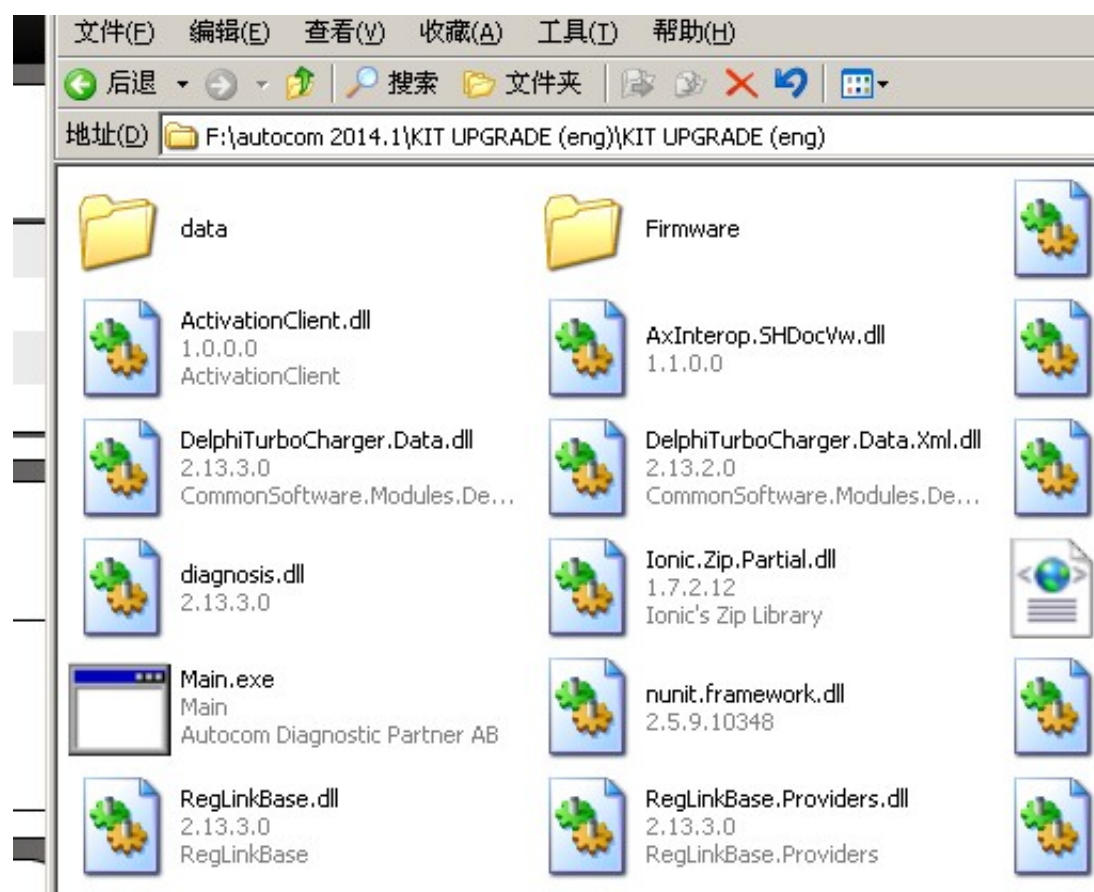 文件(F) 编辑(E) 查看(V) 收藏(A) 工具(T) 帮助(H)
后退 搜索 文件夹
地址(D) F:\autocom 2014.1\KIT UPGRADE (eng)\KIT UPGRADE (eng)
data
Firmware
ActivationClient.dll
1.0.0.0
ActivationClient
AxInterop.SHDocVw.dll
1.1.0.0
DelphiTurboCharger.Data.dll
2.13.3.0
CommonSoftware.Modules.De...
DelphiTurboCharger.Data.Xml.dll
2.13.2.0
CommonSoftware.Modules.De...
diagnosis.dll
2.13.3.0
Ionic.Zip.Partial.dll
1.7.2.12
Ionic's Zip Library
Main.exe
Main
Autocom Diagnostic Partner AB
nunit.framework.dll
2.5.9.10348
RegLinkBase.dll
2.13.3.0
RegLinkBase
RegLinkBase.Providers.dll
2.13.3.0
RegLinkBase.Providers